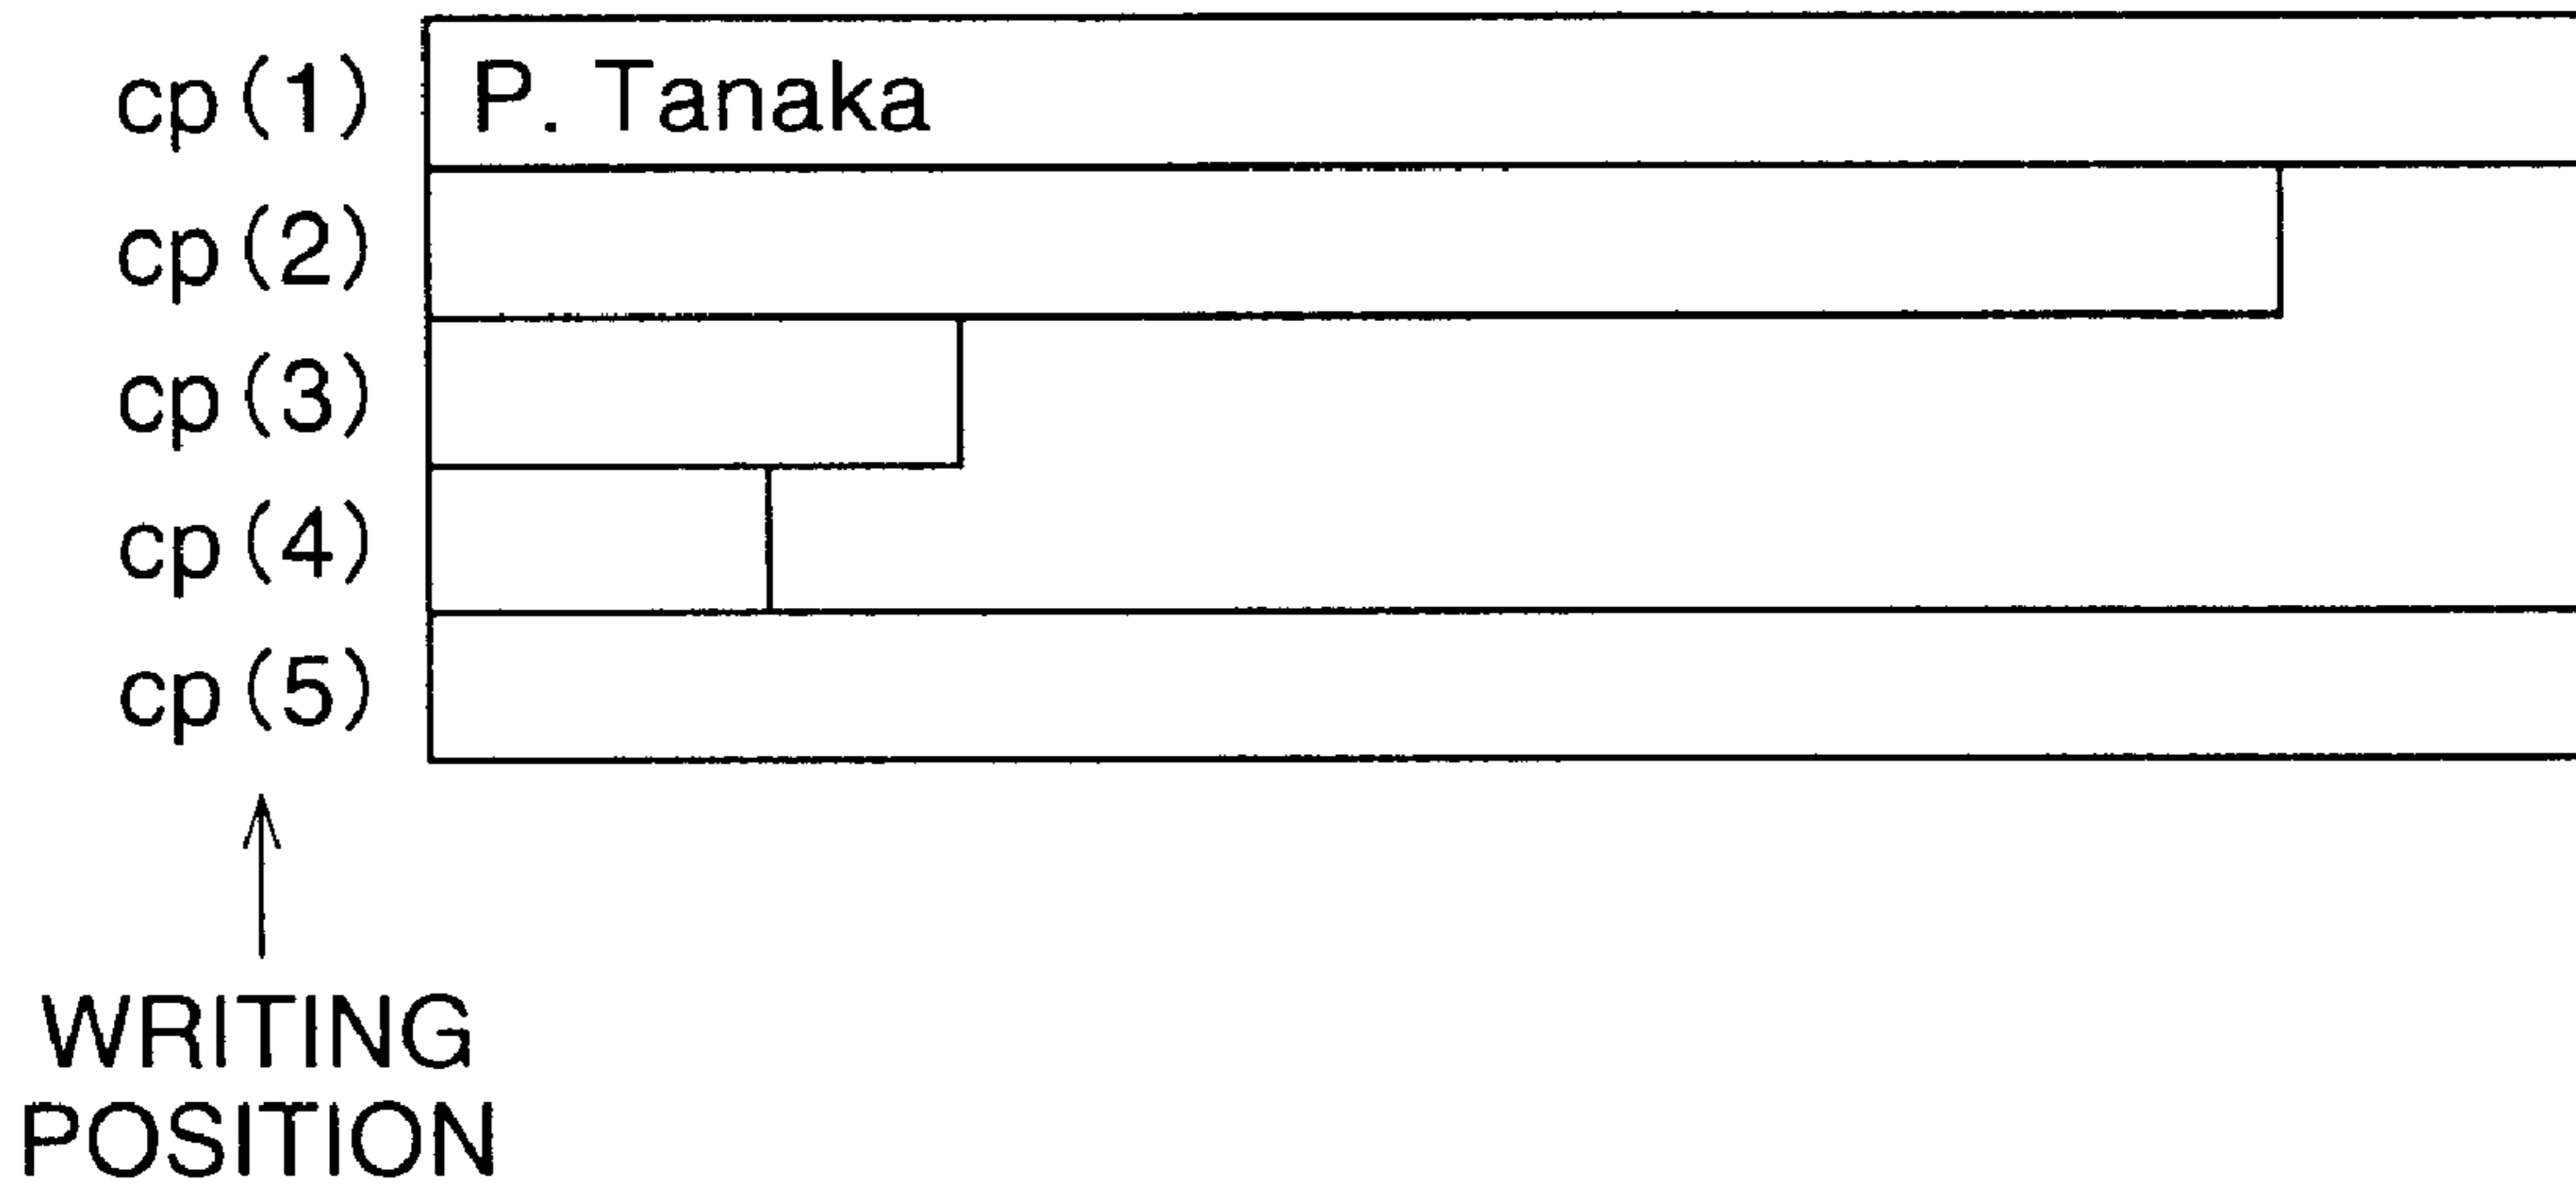 cp(1) P. Tanaka
cp(2)
cp(3)
cp(4)
cp(5)
WRITING
POSITION